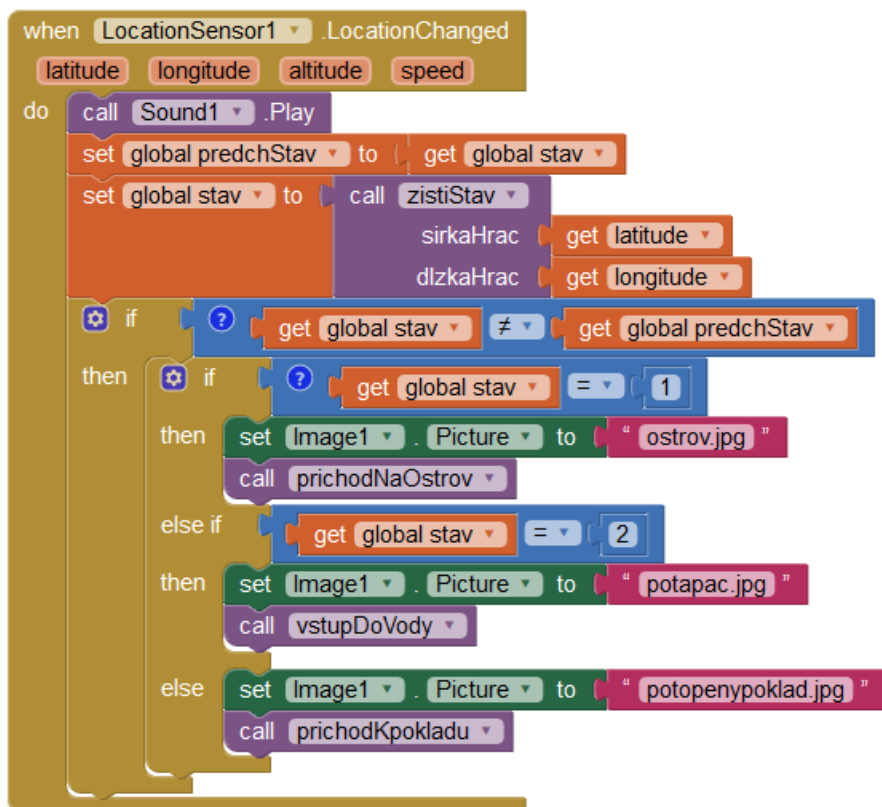 when LocationSensor1 .LocationChanged
latitude longitude altitude speed
do call Sound1 .Play
set global predchStav to get global stav
set global stav to call zistiStav
sirkaHrac get latitude
dlzkaHrac get longitude
if ? get global stav ≠ get global predchStav
then if ? get global stav = 1
then set Image1 . Picture to " ostrov.jpg "
call prichodNaOstrov
else if get global stav = 2
then set Image1 . Picture to " potapac.jpg "
call vstupDoVody
else set Image1 . Picture to " potopenypoklad.jpg "
call prichodKpokladu